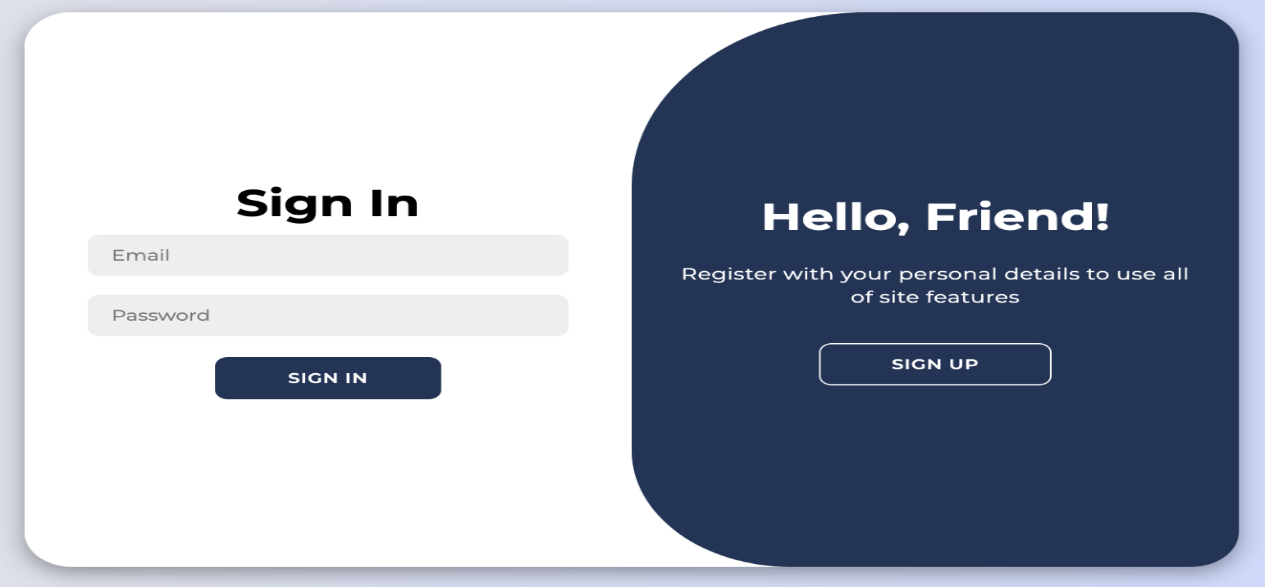 Sign In
Email
Password
SIGN IN
Hello, Friend!
Register with your personal details to use all
of site features
SIGN UP